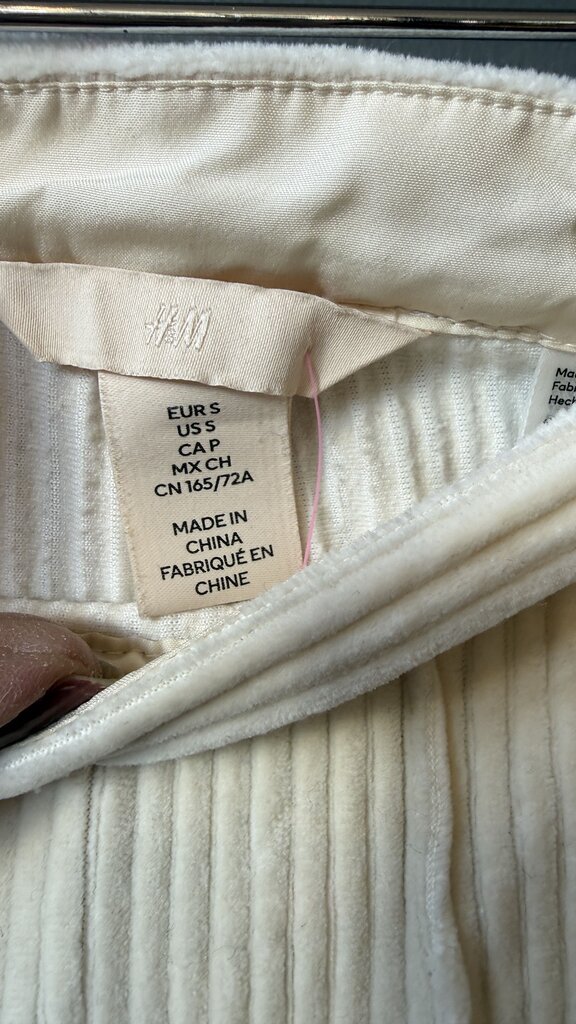 H&M
EUR S
US S
CA P
MX CH
CN 165/72A
MADE IN
CHINA
FABRIQUÉ EN
CHINE